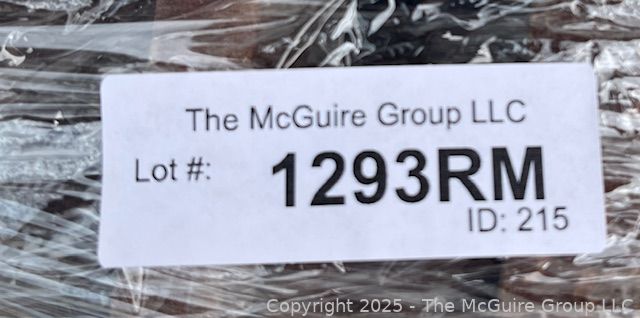 The McGuire Group LLC
Lot #: 1293RM
ID: 215
Copyright 2025 - The McGuire Group LLC